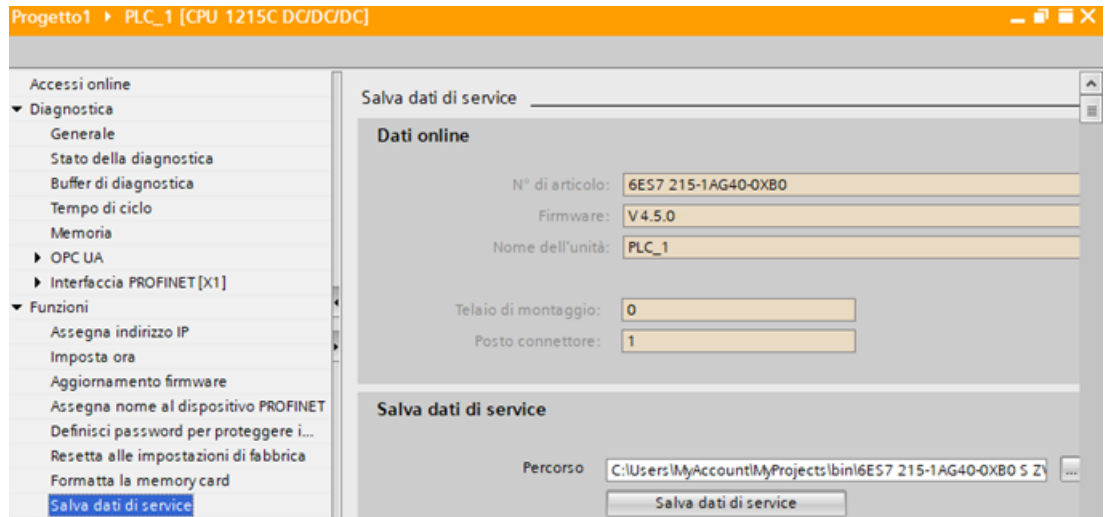 Progetto1 ▸ PLC_1 [CPU 1215C DC/DC/DC]
Accessi online
Diagnostica
Generale
Stato della diagnostica
Buffer di diagnostica
Tempo di ciclo
Memoria
OPC UA
Interfaccia PROFINET [X1]
Funzioni
Assegna indirizzo IP
Imposta ora
Aggiornamento firmware
Assegna nome al dispositivo PROFINET
Definisci password per proteggere i...
Resetta alle impostazioni di fabbrica
Formatta la memory card
Salva dati di service
Salva dati di service
Dati online
N° di articolo: 6ES7 215-1AG40-0XB0
Firmware: V 4.5.0
Nome dell'unità: PLC_1
Telaio di montaggio: 0
Posto connettore: 1
Salva dati di service
Percorso C:\Users\MyAccount\MyProjects\bin\6ES7 215-1AG40-0XB0 S ...
Salva dati di service